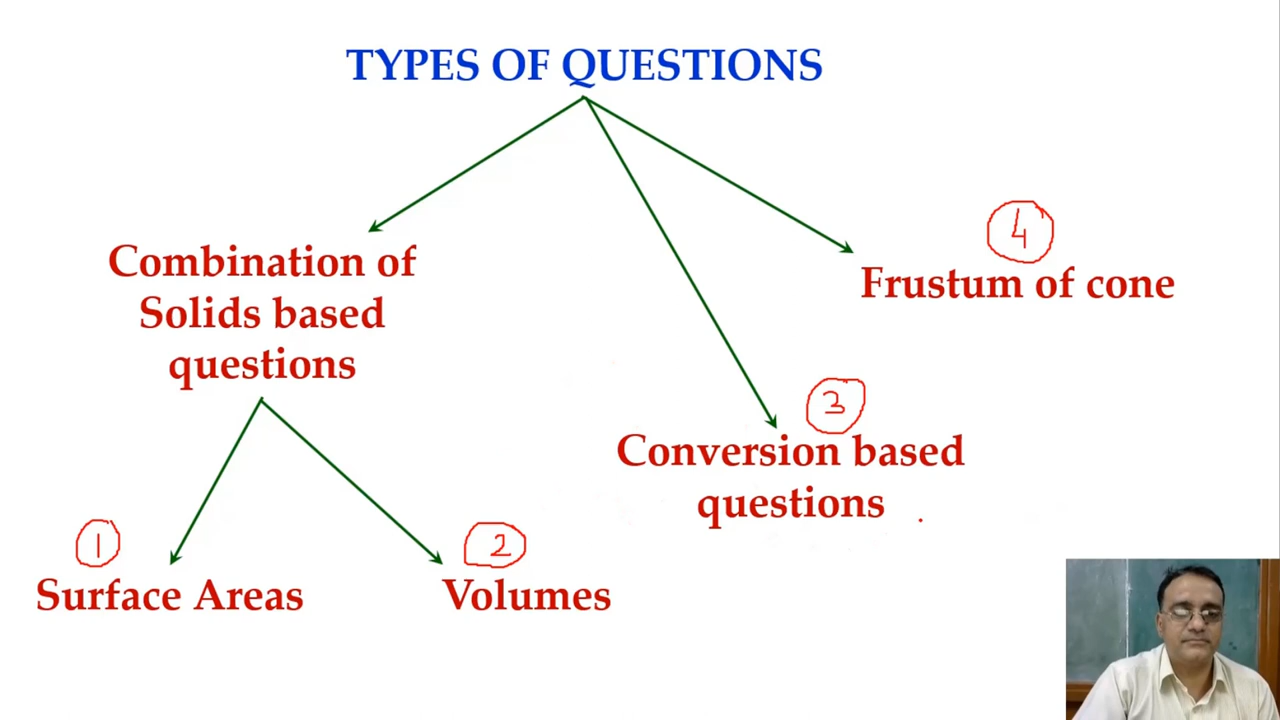 TYPES OF QUESTIONS
Combination of
Solids based
questions
4
Frustum of cone
3
Conversion based
questions
1
Surface Areas
2
Volumes